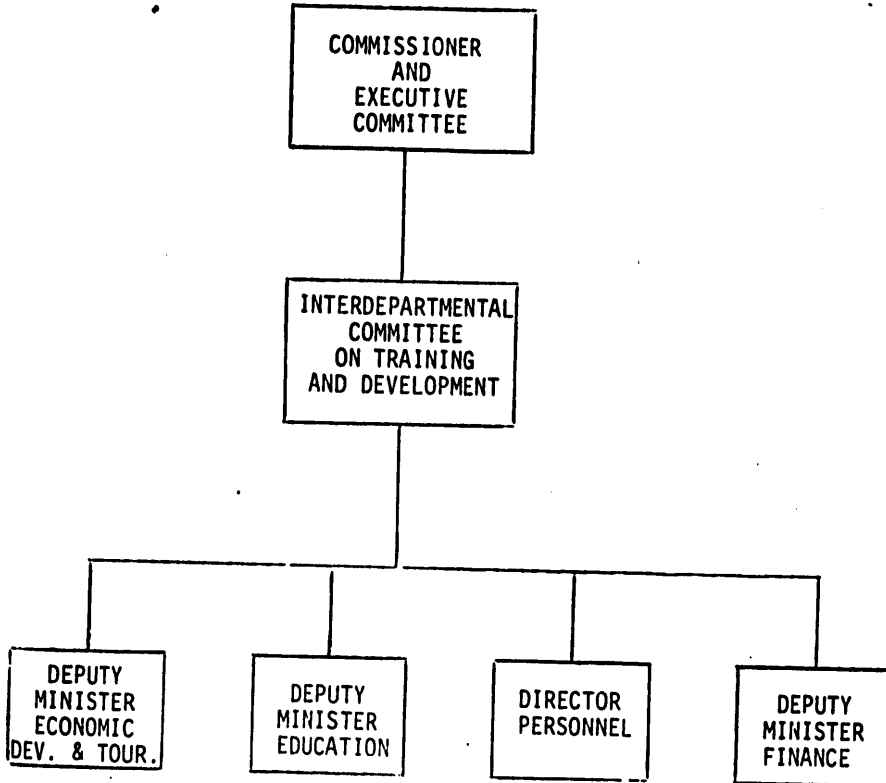 COMMISSIONER
AND
EXECUTIVE
COMMITTEE
INTERDEPARTMENTAL
COMMITTEE
ON TRAINING
AND DEVELOPMENT
DEPUTY
MINISTER
ECONOMIC
DEV. & TOUR.
DEPUTY
MINISTER
EDUCATION
DIRECTOR
PERSONNEL
DEPUTY
MINISTER
FINANCE